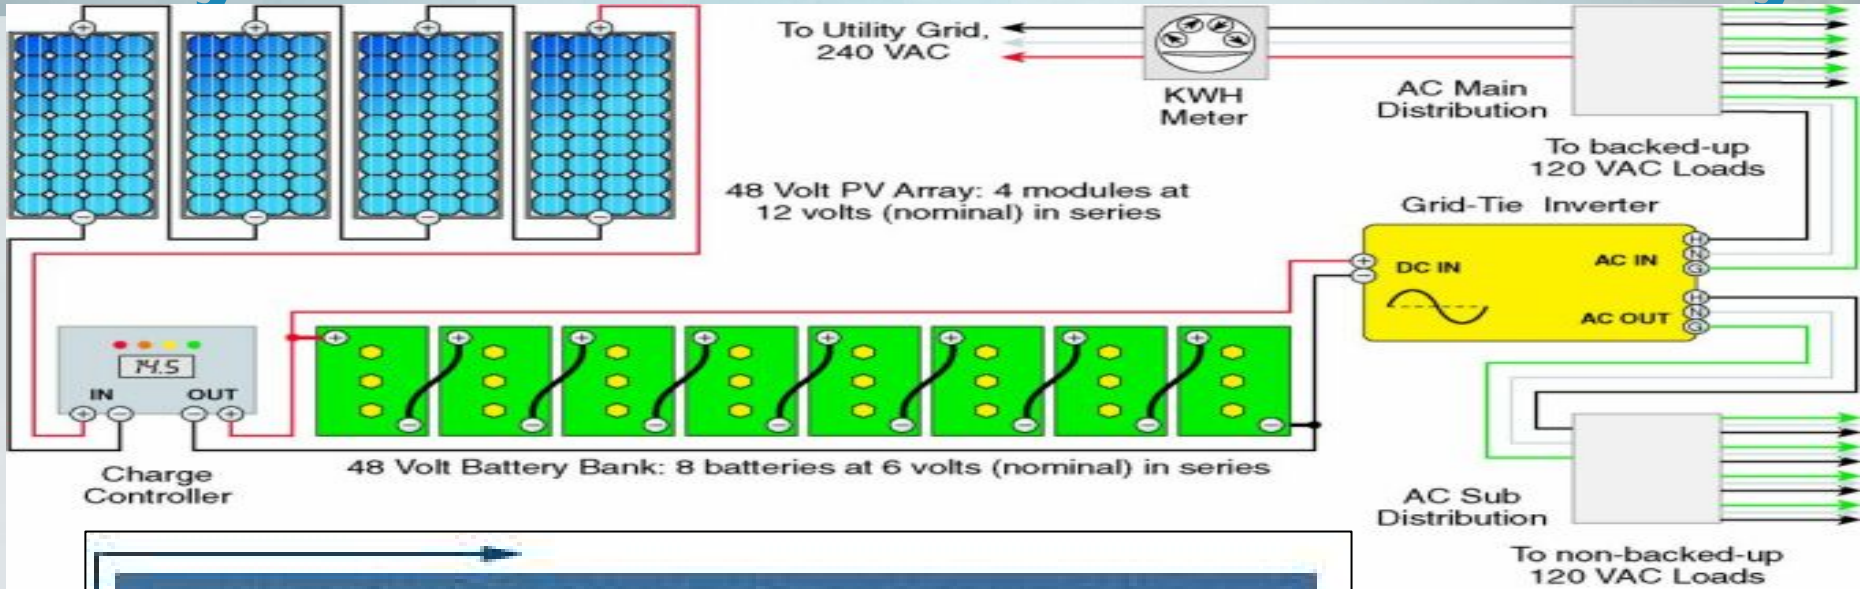 To Utility Grid,
240 VAC
KWH
Meter
AC Main
Distribution
To backed-up
120 VAC Loads
48 Volt PV Array: 4 modules at
12 volts (nominal) in series
Grid-Tie Inverter
DC IN
AC IN
H
N
G
AC OUT
H
N
G
14.5
IN
OUT
Charge
Controller
48 Volt Battery Bank: 8 batteries at 6 volts (nominal) in series
AC Sub
Distribution
To non-backed-up
120 VAC Loads